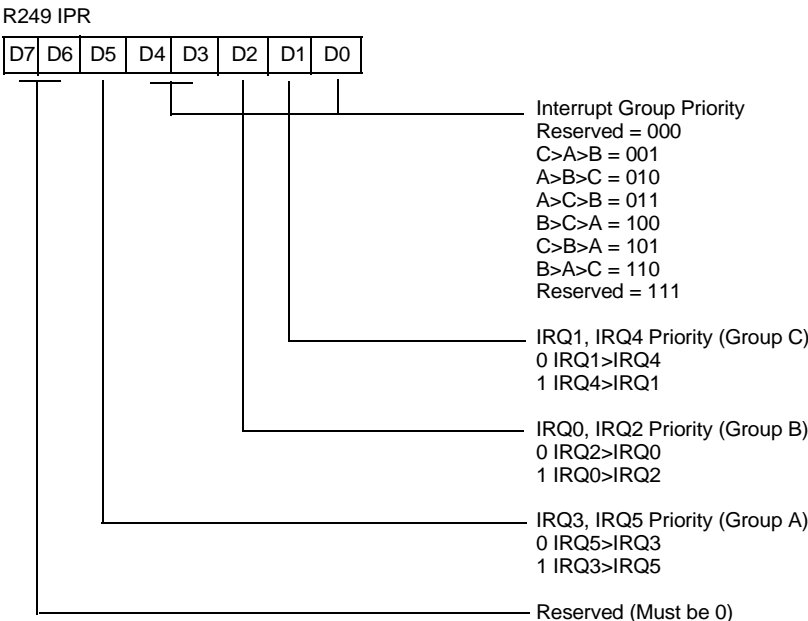 R249 IPR
D7 D6 D5 D4 D3 D2 D1 D0
Interrupt Group Priority
Reserved = 000
C>A>B = 001
A>B>C = 010
A>C>B = 011
B>C>A = 100
C>B>A = 101
B>A>C = 110
Reserved = 111
IRQ1, IRQ4 Priority (Group C)
0 IRQ1>IRQ4
1 IRQ4>IRQ1
IRQ0, IRQ2 Priority (Group B)
0 IRQ2>IRQ0
1 IRQ0>IRQ2
IRQ3, IRQ5 Priority (Group A)
0 IRQ5>IRQ3
1 IRQ3>IRQ5
Reserved (Must be 0)